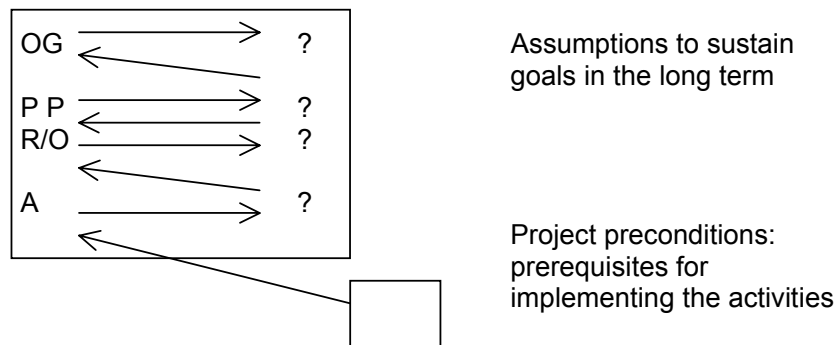 OG ?
P P ?
R/O ?
A ?
Assumptions to sustain
goals in the long term
Project preconditions:
prerequisites for
implementing the activities